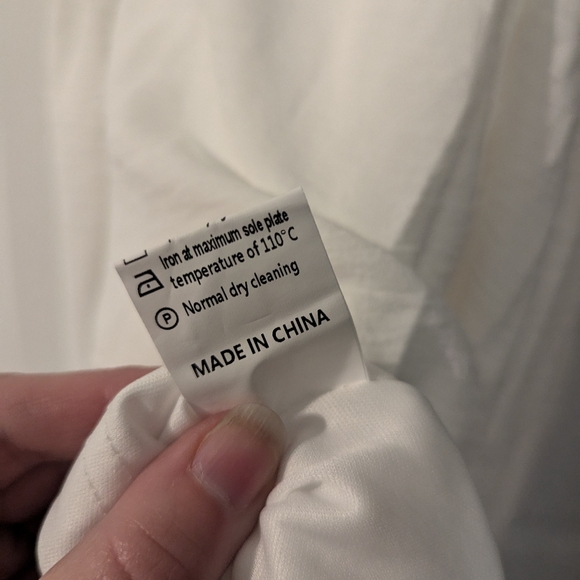 Iron at maximum sole plate
temperature of 110°C
P Normal dry cleaning
MADE IN CHINA